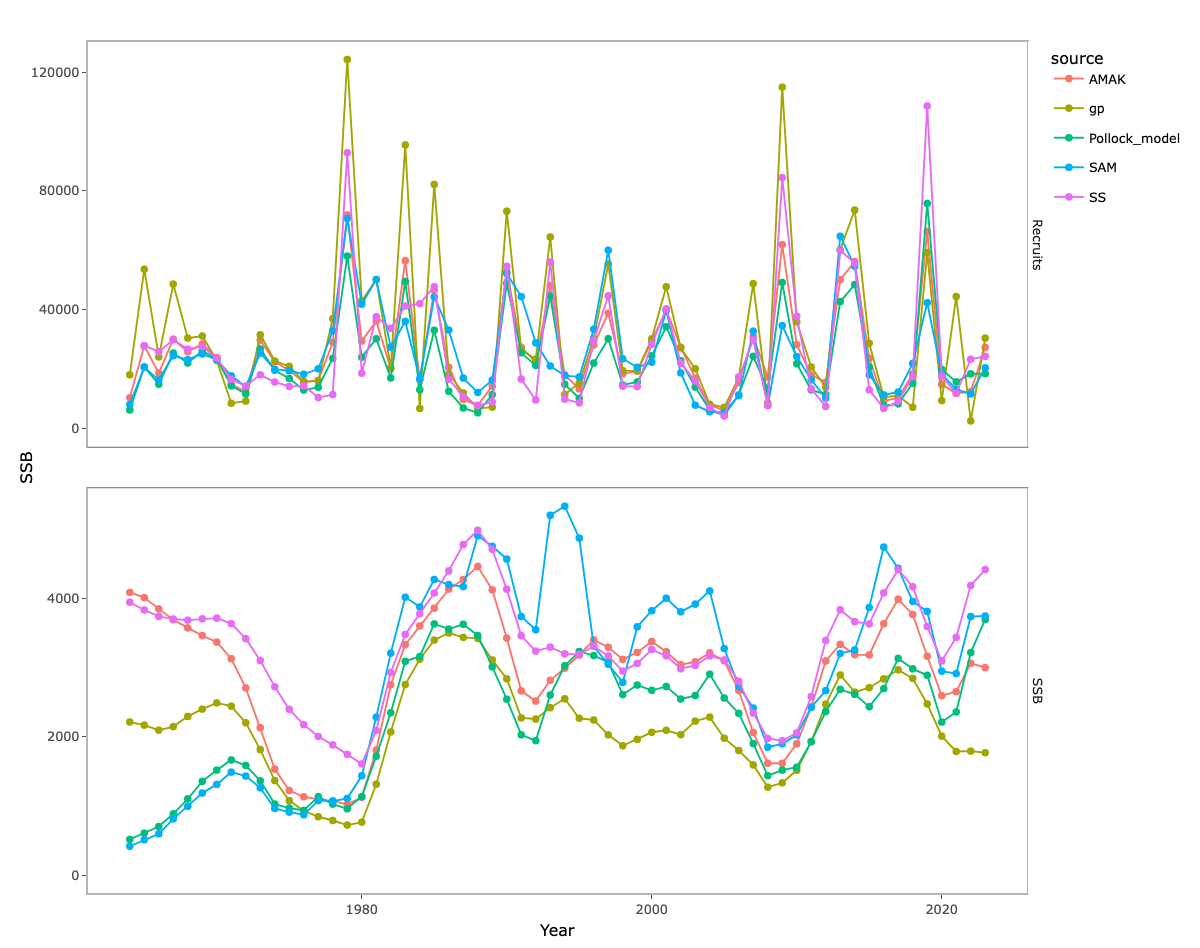 source
AMAK
gp
Pollock_model
SAM
SS
120000
80000
40000
0
Recruits
SSB
4000
2000
0
SSB
1980
2000
2020
Year